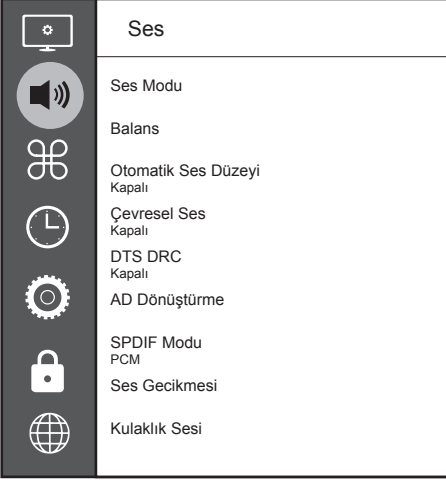 Ses
Ses Modu
Balans
Otomatik Ses Düzeyi
Kapalı
Çevresel Ses
Kapalı
DTS DRC
Kapalı
AD Dönüştürme
SPDIF Modu
PCM
Ses Gecikmesi
Kulaklık Sesi